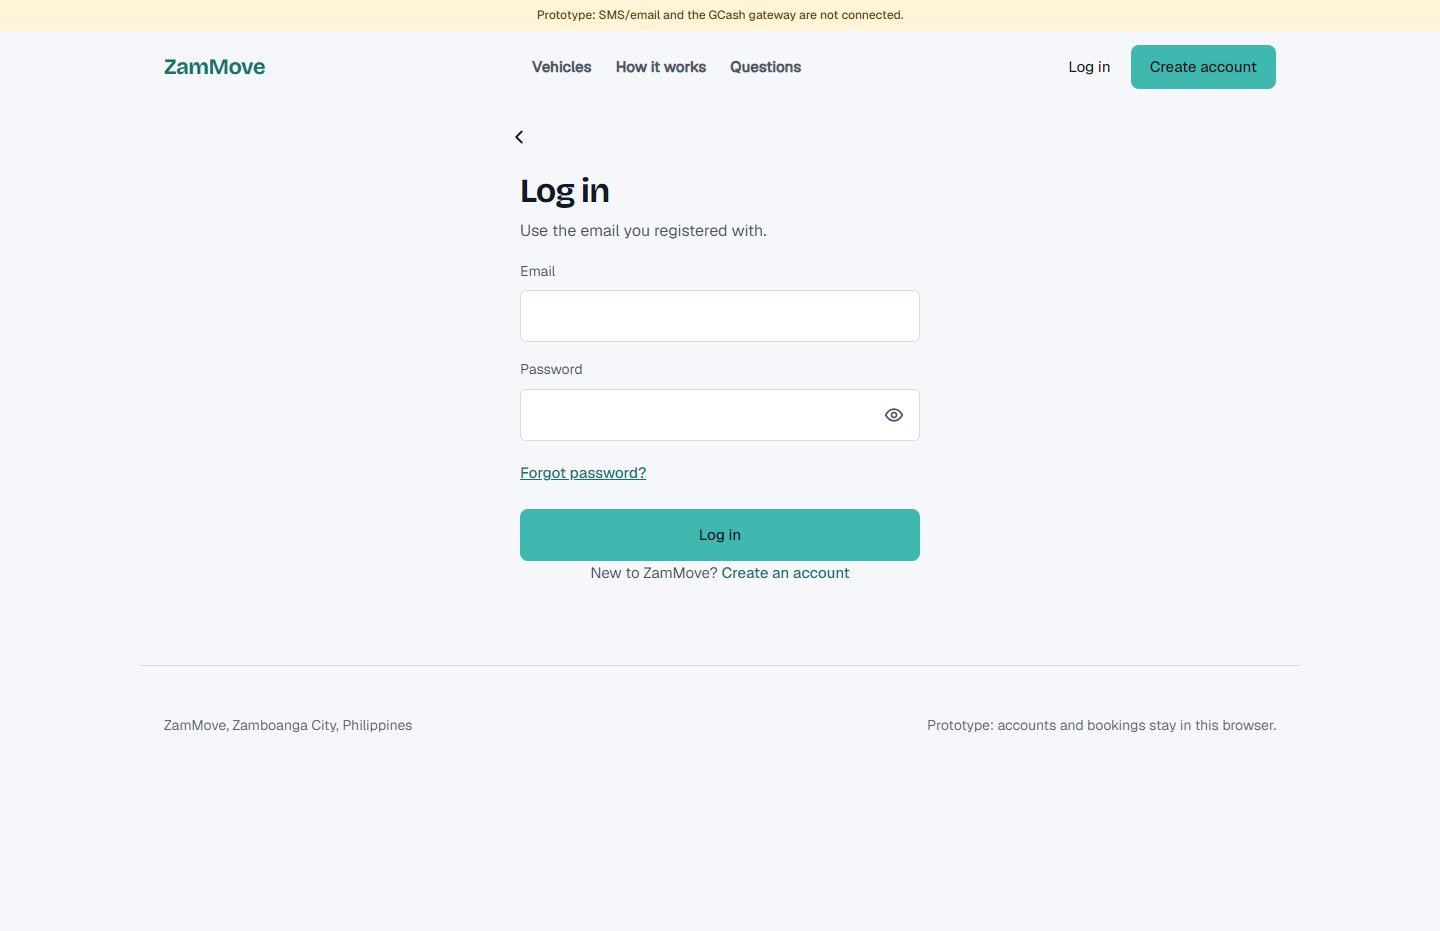 Prototype: SMS/email and the GCash gateway are not connected.
ZamMove
Vehicles
How it works
Questions
Log in
Create account
Log in
Use the email you registered with.
Email
Password
Forgot password?
Log in
New to ZamMove? Create an account
ZamMove, Zamboanga City, Philippines
Prototype: accounts and bookings stay in this browser.